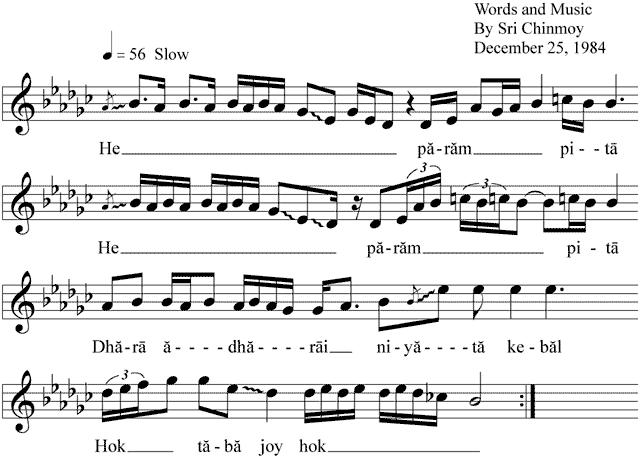 Words and Music
By Sri Chinmoy
December 25, 1984
= 56 Slow
He pă-răm pi-tā
3 3
He pă-răm pi-tā
Dhă-rā ă-----dhă-----rāi ni-yă----tă ke-băl
3
Hok tă-bă joy hok